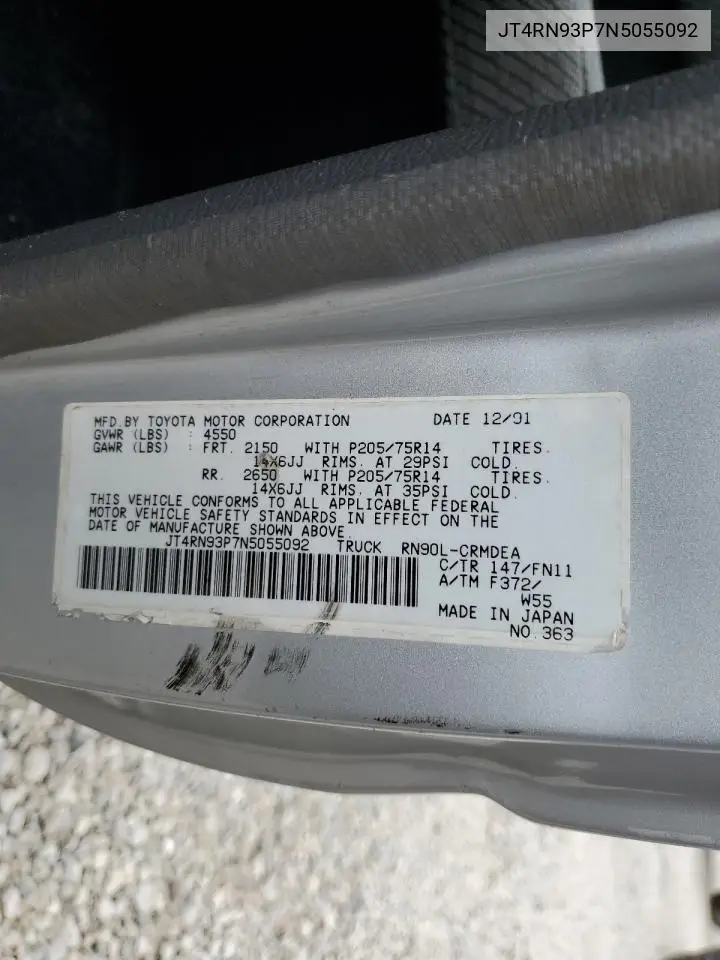 JT4RN93P7N5055092
MFD. BY TOYOTA MOTOR CORPORATION DATE 12/91
GVWR (LBS) : 4550
GAWR (LBS) : FRT. 2150 WITH P205/75R14 TIRES.
14X6JJ RIMS. AT 29PSI COLD.
RR. 2650 WITH P205/75R14 TIRES.
14X6JJ RIMS. AT 35PSI COLD.
THIS VEHICLE CONFORMS TO ALL APPLICABLE FEDERAL
MOTOR VEHICLE SAFETY STANDARDS IN EFFECT ON THE
DATE OF MANUFACTURE SHOWN ABOVE.
JT4RN93P7N5055092 TRUCK RN90L-CRMDEA
C/TR 147/FN11
A/TM F372/
W55
MADE IN JAPAN
NO.363